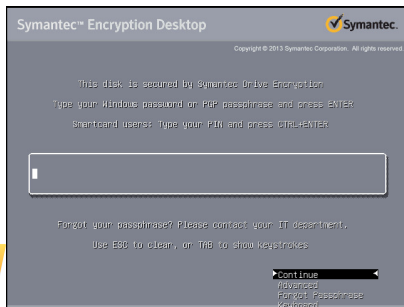 Symantec™ Encryption Desktop
Symantec.
Copyright © 2013 Symantec Corporation. All rights reserved.
This disk is secured by Symantec Drive Encryption
Type your Windows password or PGP passphrase and press ENTER
Smartcard users: Type your PIN and press CTRL+ENTER
Forgot your passphrase? Please contact your IT department.
Use ESC to clear, or TAB to show keystrokes
Continue
Advanced
Forgot Passphrase
Keyboard